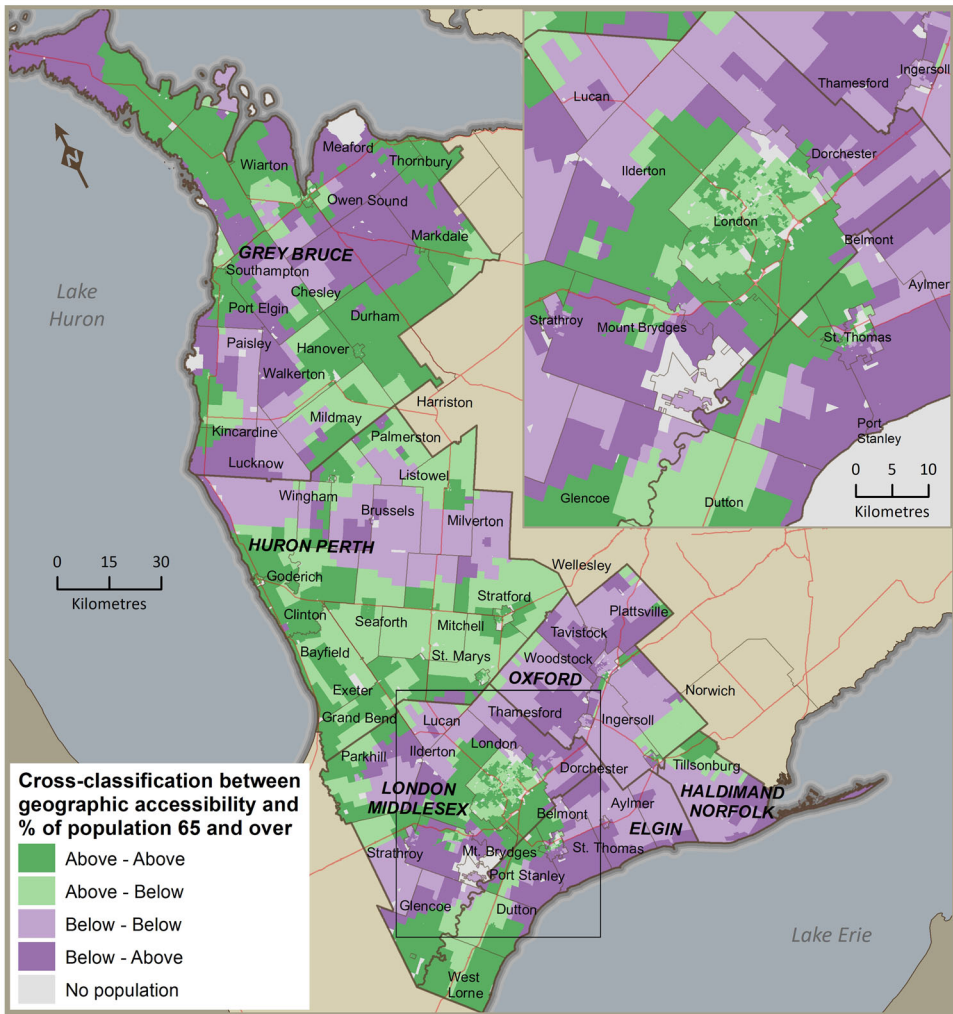 Lake
Huron
N
Wiarton
Meaford
Thornbury
Owen Sound
Markdale
GREY BRUCE
Southampton
Chesley
Port Elgin
Durham
Paisley
Hanover
Walkerton
Harriston
Mildmay
Palmerston
Kincardine
Lucknow
Listowel
Wingham
Brussels
Milverton
HURON PERTH
0 15 30
Kilometres
Goderich
Wellesley
Clinton
Seaforth
Mitchell
Stratford
Plattsville
Tavistock
Bayfield
St. Marys
Woodstock
OXFORD
Exeter
Norwich
Grand Bend
Lucan
Thamesford
Ingersoll
Parkhill
Ilderton
London
Dorchester
Tillsonburg
LONDON
MIDDLESEX
HALDIMAND
NORFOLK
Belmont
Aylmer
ELGIN
Strathroy
Mt. Brydges
St. Thomas
Port Stanley
Glencoe
Dutton
West
Lorne
Lake Erie
Lucan
Thamesford
Ingersoll
Ilderton
Dorchester
London
Belmont
Aylmer
Strathroy
Mount Brydges
St. Thomas
Port
Stanley
Glencoe
Dutton
0 5 10
Kilometres
Cross-classification between
geographic accessibility and
% of population 65 and over
Above - Above
Above - Below
Below - Below
Below - Above
No population